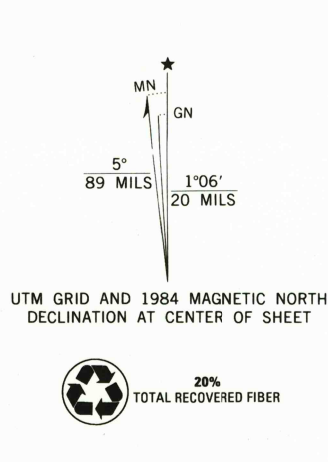 ★
MN
GN
5°
89 MILS
1°06′
20 MILS
UTM GRID AND 1984 MAGNETIC NORTH
DECLINATION AT CENTER OF SHEET
20%
TOTAL RECOVERED FIBER